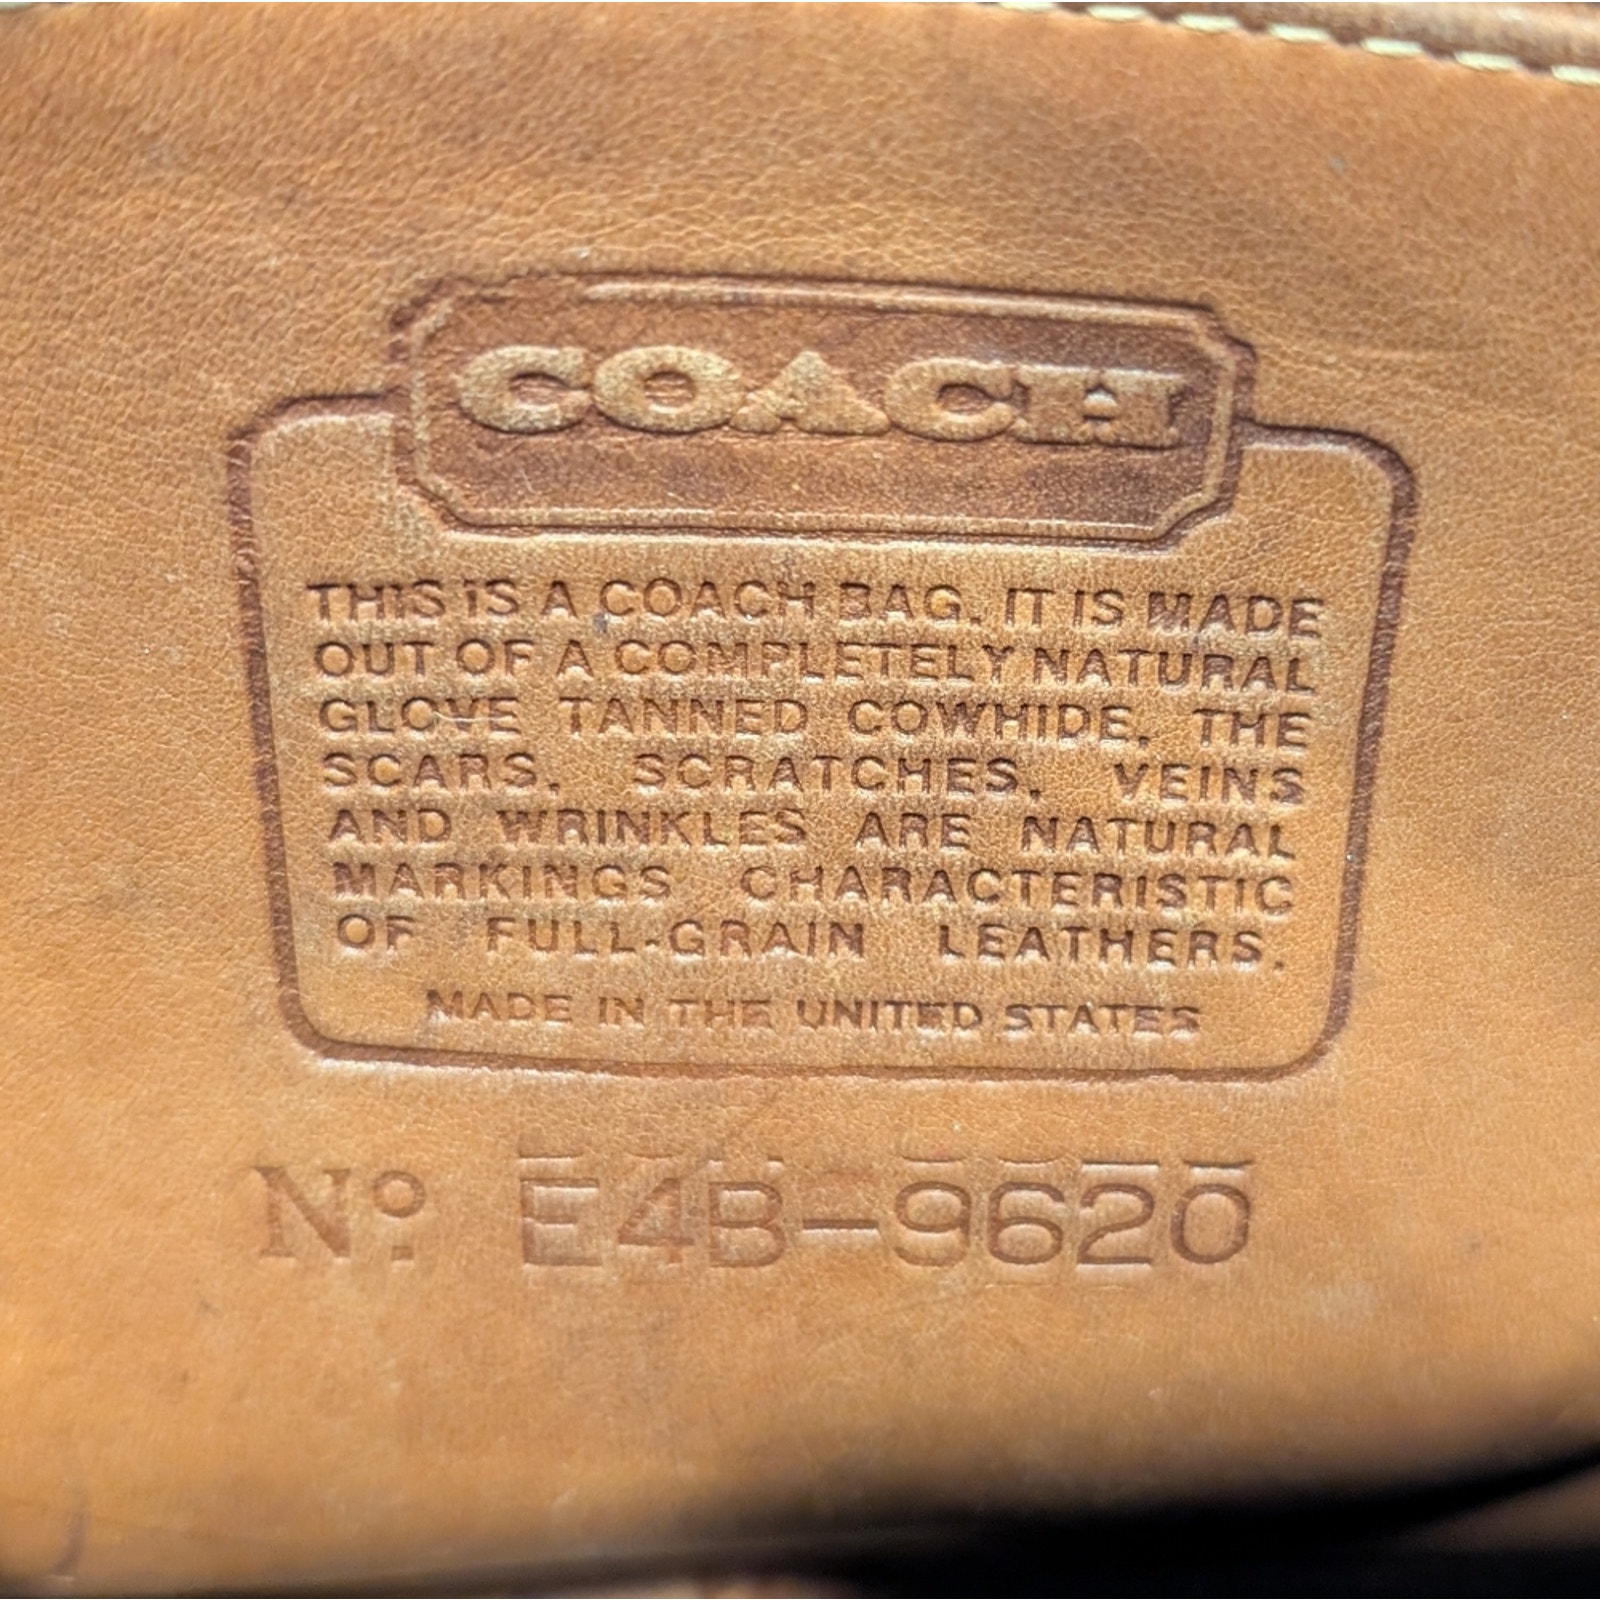 COACH
THIS IS A COACH BAG. IT IS MADE
OUT OF A COMPLETELY NATURAL
GLOVE TANNED COWHIDE. THE
SCARS, SCRATCHES, VEINS
AND WRINKLES ARE NATURAL
MARKINGS CHARACTERISTIC
OF FULL-GRAIN LEATHERS.
MADE IN THE UNITED STATES
Nº. E4B-9620